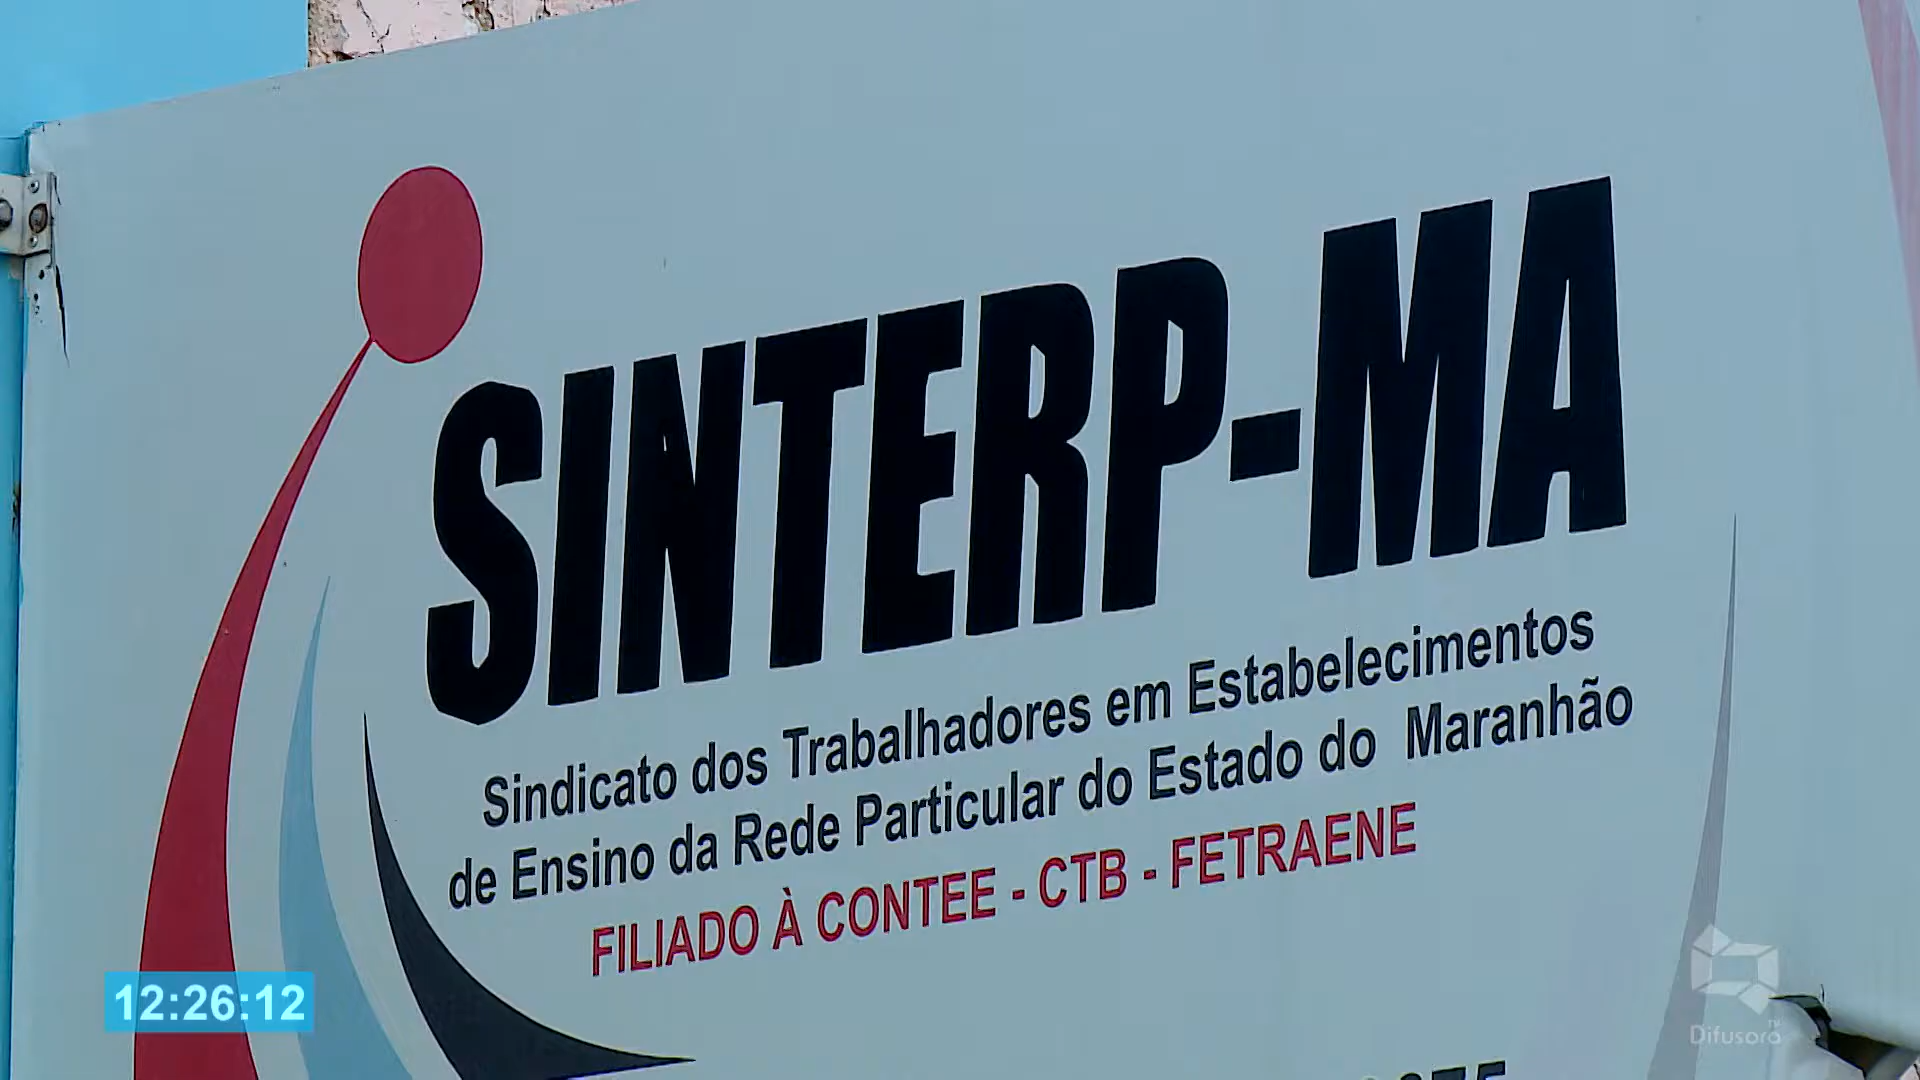 SINTERP-MA
Sindicato dos Trabalhadores em Estabelecimentos
de Ensino da Rede Particular do Estado do Maranhão
FILIADO À CONTEE - CTB - FETRAENE
12:26:12
TV
Difusora